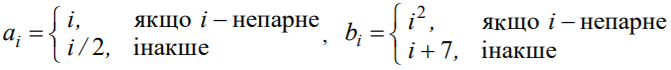 a_i = { i, якщо i – непарне
i / 2, інакше
, b_i = { i², якщо i – непарне
i + 7, інакше